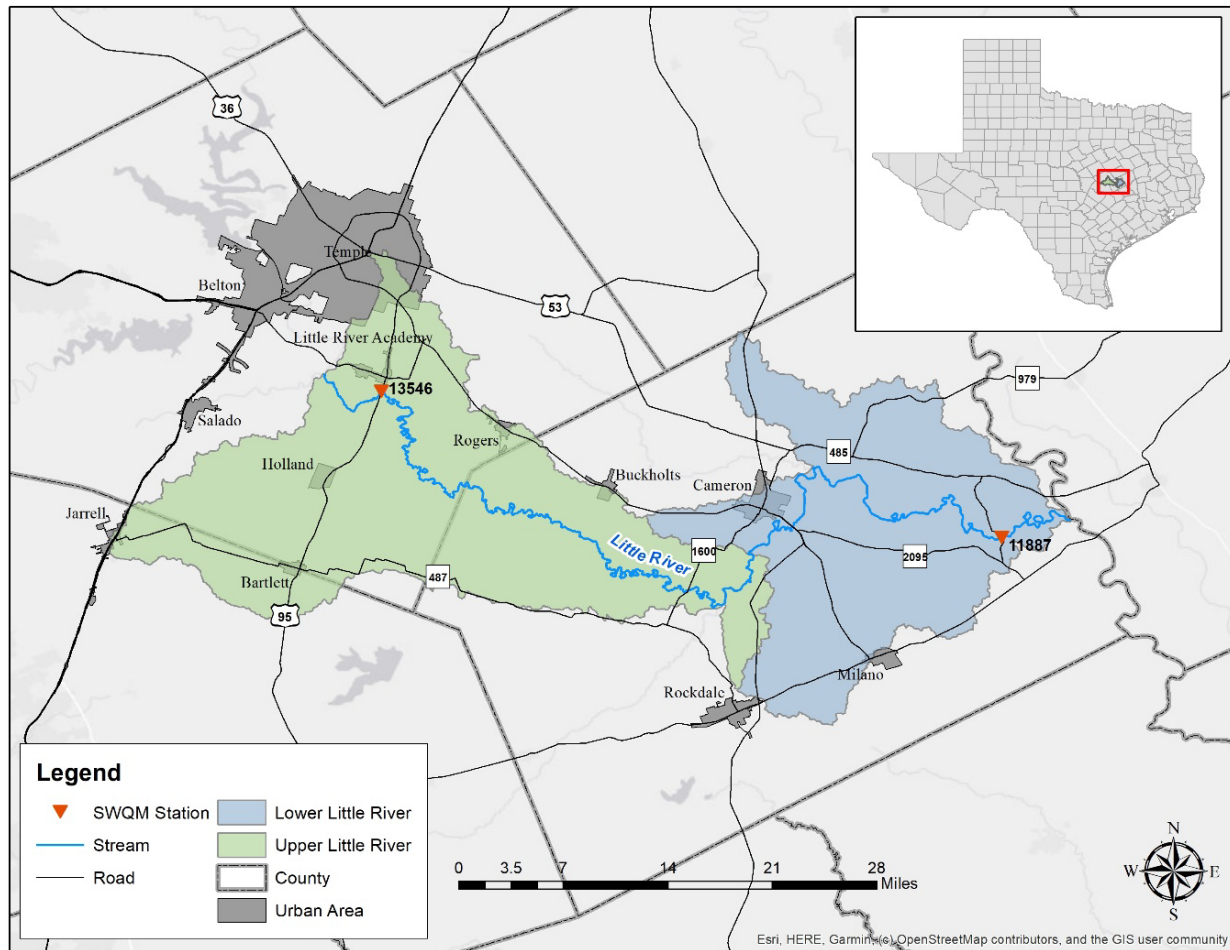 36
Temple
Belton
53
Little River Academy
13546
979
Salado
Rogers
485
Holland
Buckholts
Cameron
Jarrell
11887
Little River
1600
2095
Bartlett
487
95
Milano
Rockdale
Legend
SWQM Station
Stream
Road
Lower Little River
Upper Little River
County
Urban Area
0 3.5 7 14 21 28
Miles
N
W E
S
Esri, HERE, Garmin, (c) OpenStreetMap contributors, and the GIS user community